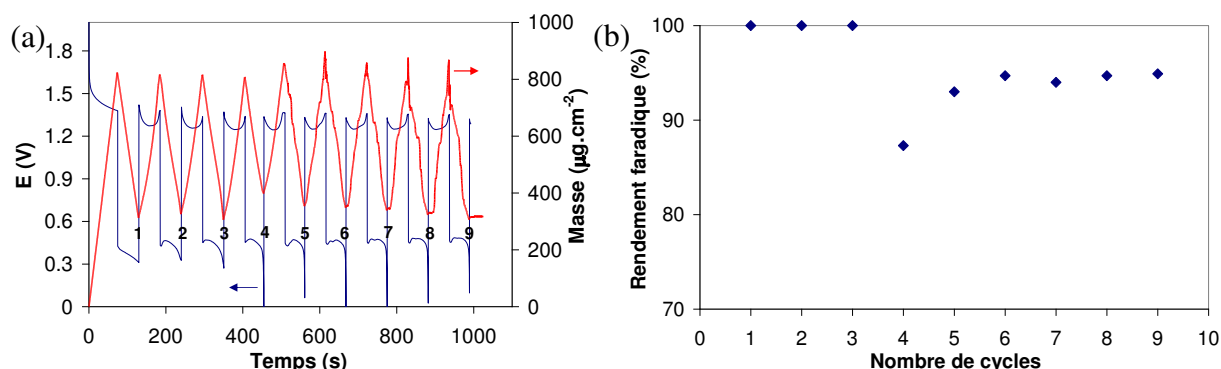 (a)
E (V)
1.8
1.5
1.2
0.9
0.6
0.3
0
1000
800
600
400
200
0
Masse (µg.cm⁻²)
1 2 3 4 5 6 7 8 9
0 200 400 600 800 1000
Temps (s)
(b)
Rendement faradique (%)
100
90
80
70
0 1 2 3 4 5 6 7 8 9 10
Nombre de cycles